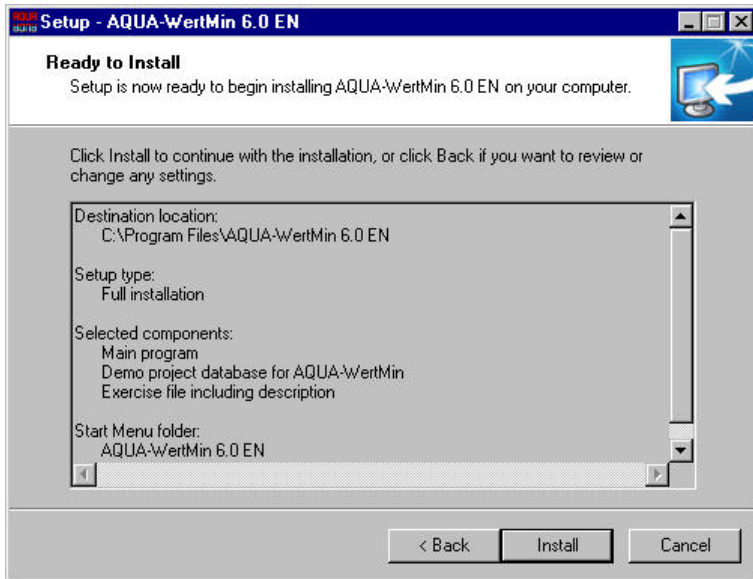 Setup - AQUA-WertMin 6.0 EN
Ready to Install
Setup is now ready to begin installing AQUA-WertMin 6.0 EN on your computer.
Click Install to continue with the installation, or click Back if you want to review or
change any settings.
Destination location:
C:\Program Files\AQUA-WertMin 6.0 EN
Setup type:
Full installation
Selected components:
Main program
Demo project database for AQUA-WertMin
Exercise file including description
Start Menu folder:
AQUA-WertMin 6.0 EN
< Back
Install
Cancel